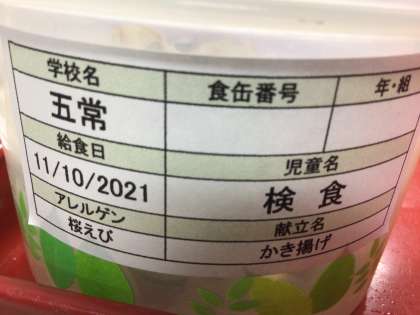 学校名 食缶番号 年・組
五常
給食日 児童名
11/10/2021 検食
アレルゲン 献立名
桜えび かき揚げ